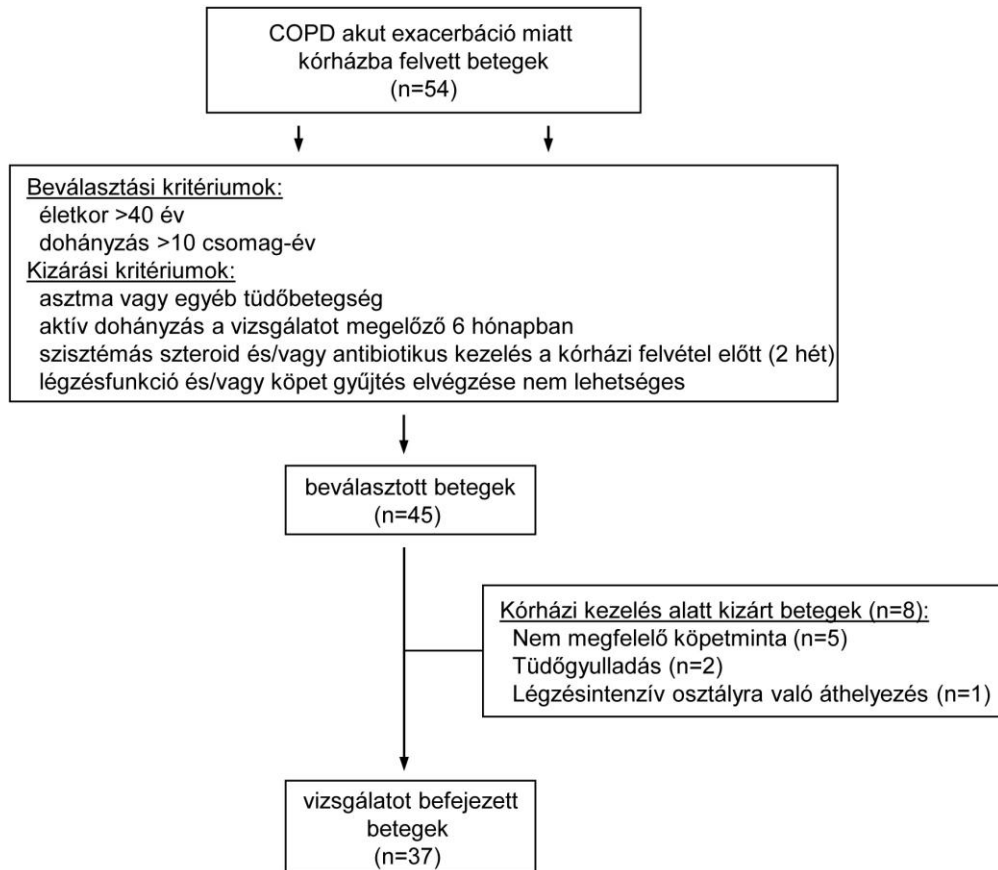 COPD akut exacerbáció miatt
kórházba felvett betegek
(n=54)
Beválasztási kritériumok:
életkor >40 év
dohányzás >10 csomag-év
Kizárási kritériumok:
asztma vagy egyéb tüdőbetegség
aktív dohányzás a vizsgálatot megelőző 6 hónapban
szisztémás szteroid és/vagy antibiotikus kezelés a kórházi felvétel előtt (2 hét)
légzésfunkció és/vagy köpet gyűjtés elvégzése nem lehetséges
beválasztott betegek
(n=45)
Kórházi kezelés alatt kizárt betegek (n=8):
Nem megfelelő köpetminta (n=5)
Tüdőgyulladás (n=2)
Légzésintenzív osztályra való áthelyezés (n=1)
vizsgálatot befejezett
betegek
(n=37)